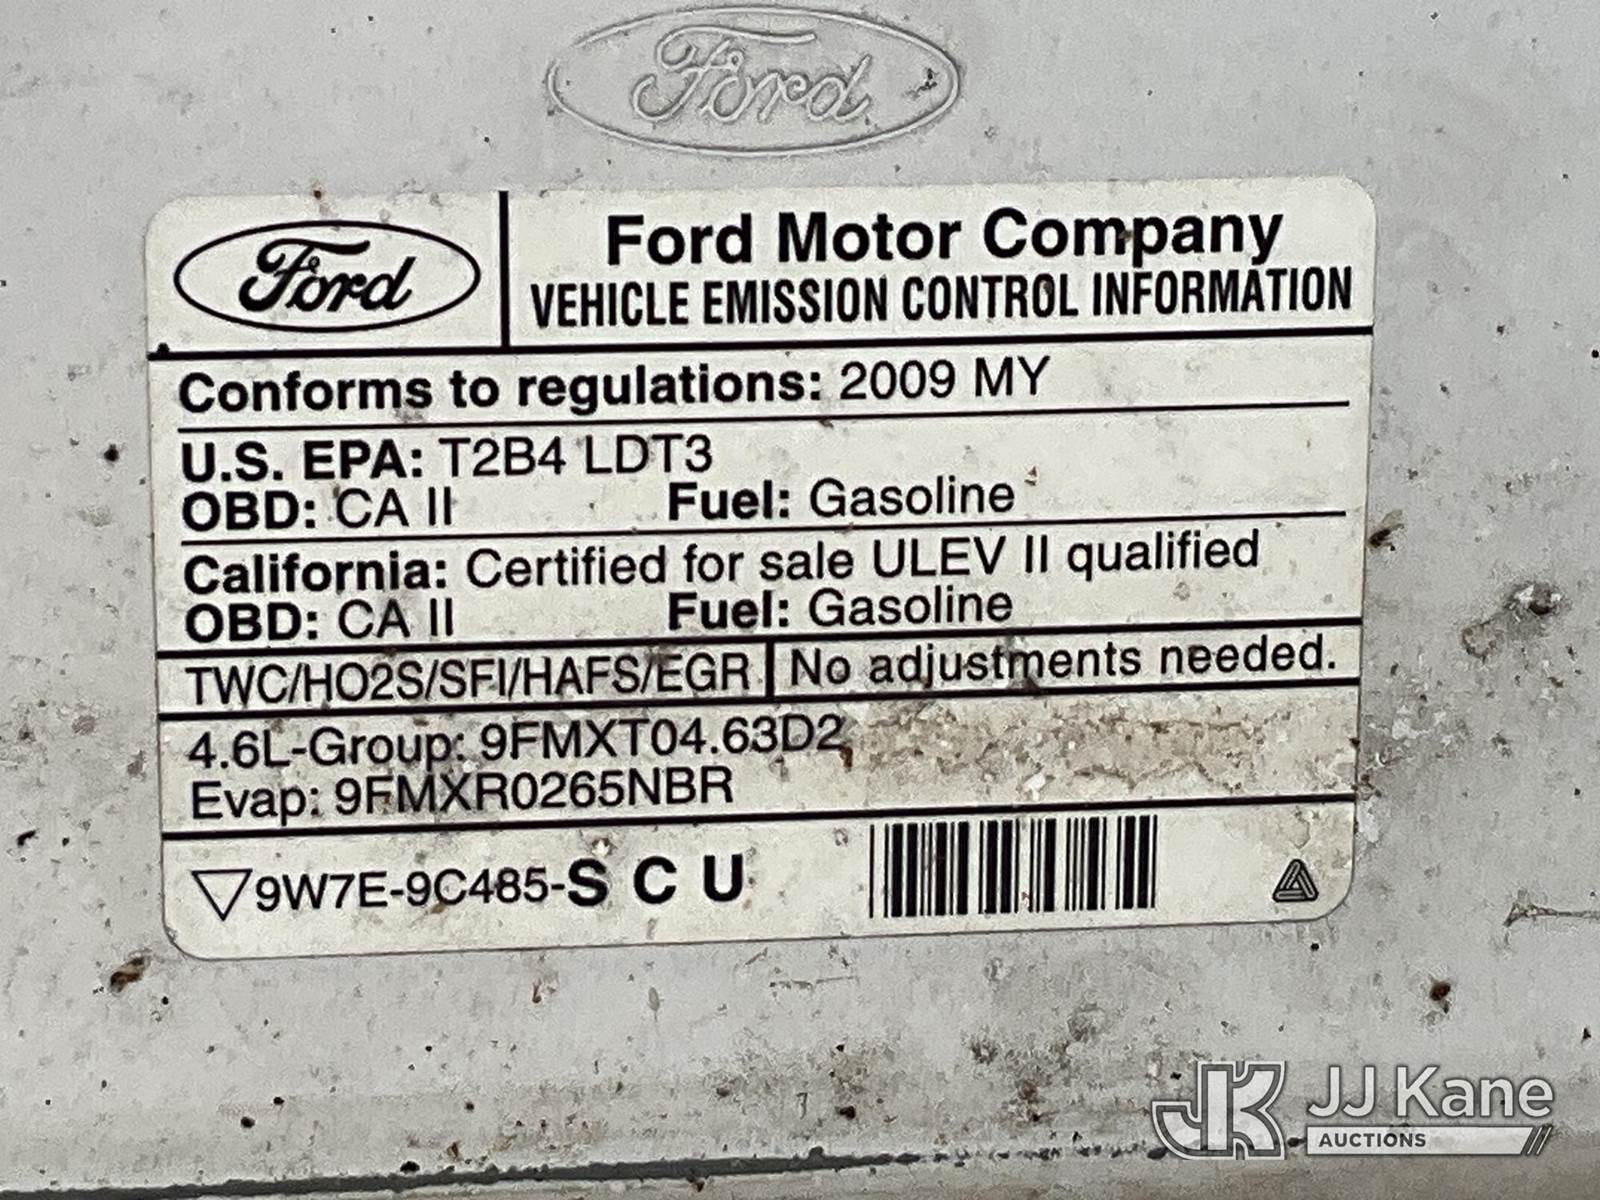 Ford
Ford
Ford Motor Company
VEHICLE EMISSION CONTROL INFORMATION
Conforms to regulations: 2009 MY
U.S. EPA: T2B4 LDT3
OBD: CA II Fuel: Gasoline
California: Certified for sale ULEV II qualified
OBD: CA II Fuel: Gasoline
TWC/HO2S/SFI/HAFS/EGR No adjustments needed.
4.6L-Group: 9FMXT04.63D2
Evap: 9FMXR0265NBR
9W7E-9C485-S C U
JK JJ Kane
AUCTIONS